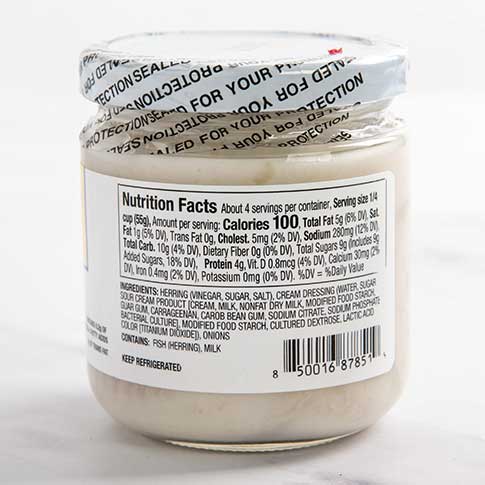 SEALED FOR YOUR PROTECTION
Nutrition Facts About 4 servings per container, Serving size 1/4
cup (55g), Amount per serving: Calories 100, Total Fat 5g (6% DV), Sat.
Fat 1g (5% DV), Trans Fat 0g, Cholest. 5mg (2% DV), Sodium 280mg (12% DV),
Total Carb. 10g (4% DV), Dietary Fiber 0g (0% DV), Total Sugars 9g (includes 9g
Added Sugars, 18% DV), Protein 4g, Vit. D 0.8mcg (4% DV), Calcium 30mg (2%
DV), Iron 0.4mg (2% DV), Potassium 0mg (0% DV). %DV = %Daily Value
INGREDIENTS: HERRING (VINEGAR, SUGAR, SALT), CREAM DRESSING (WATER, SUGAR
SOUR CREAM PRODUCT [CREAM, MILK, NONFAT DRY MILK, MODIFIED FOOD STARCH,
GUAR GUM, CARRAGEENAN, CAROB BEAN GUM, SODIUM CITRATE, SODIUM PHOSPHATE
BACTERIAL CULTURE], MODIFIED FOOD STARCH, CULTURED DEXTROSE, LACTIC ACID
COLOR [TITANIUM DIOXIDE]), ONIONS
CONTAINS: FISH (HERRING), MILK
KEEP REFRIGERATED
8 50016 87851